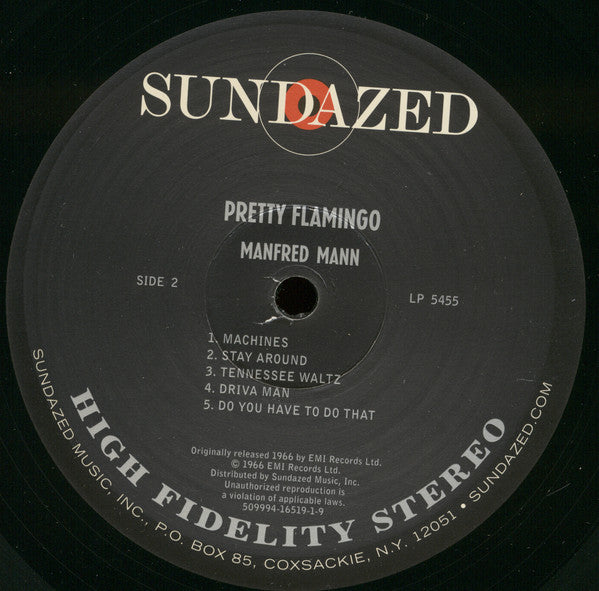 SUNDAZED
PRETTY FLAMINGO
MANFRED MANN
SIDE 2
LP 5455
1. MACHINES
2. STAY AROUND
3. TENNESSEE WALTZ
4. DRIVA MAN
5. DO YOU HAVE TO DO THAT
Originally released 1966 by EMI Records Ltd.
© 1966 EMI Records Ltd.
Distributed by Sundazed Music, Inc.
Unauthorized reproduction is
a violation of applicable laws.
509994-16519-1-9
HIGH FIDELITY STEREO
SUNDAZED MUSIC, INC., P.O. BOX 85, COXSACKIE, N.Y. 12051 • SUNDAZED.COM